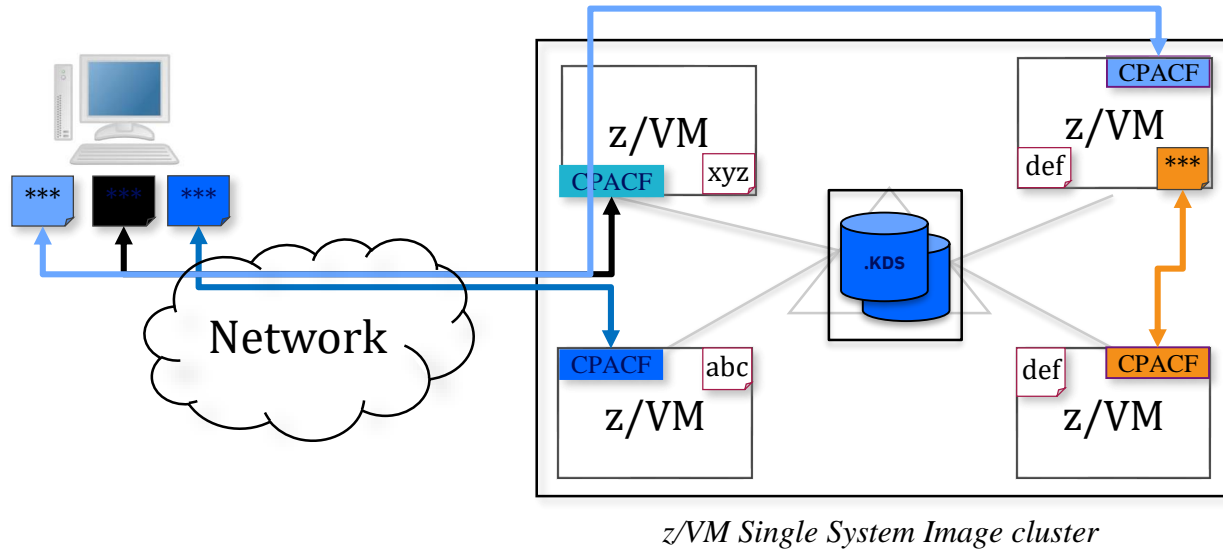 CPACF
z/VM
xyz
CPACF
z/VM
def
***
CPACF
***
***
***
.KDS
Network
CPACF
abc
z/VM
def
CPACF
z/VM
z/VM Single System Image cluster